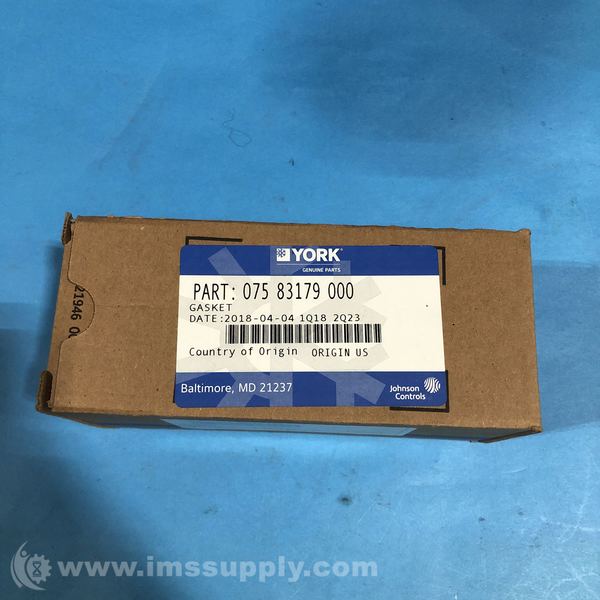 YORK®
GENUINE PARTS
PART: 075 83179 000
GASKET
DATE:2018-04-04 1Q18 2Q23
Country of Origin ORIGIN US
Baltimore, MD 21237
Johnson
Controls
21946
www.imssupply.com